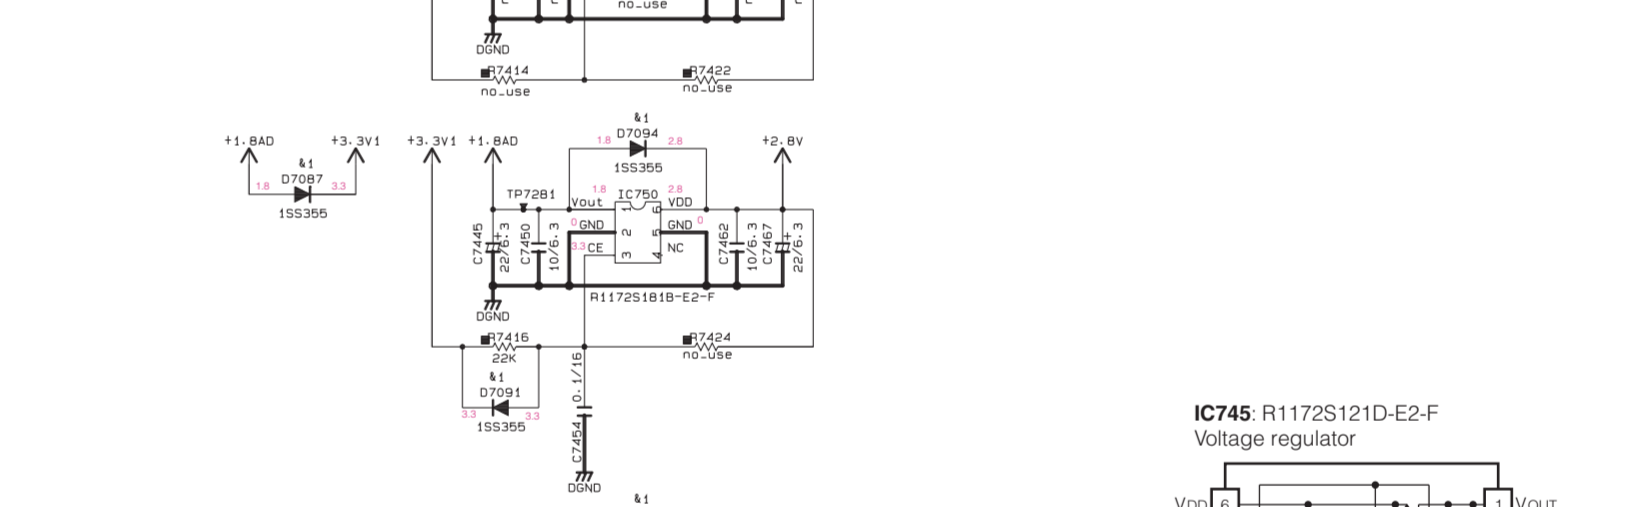 no_use
DGND
R7414
no_use
R7422
no_use
+1.8AD
+3.3V1
&1
D7087
1.8
3.3
1SS355
+3.3V1
+1.8AD
&1
D7094
1.8
2.8
1SS355
+2.8V
TP7281
1.8
IC750
2.8
Vout
1
6
VDD
0
GND
2
5
GND
0
3.3
CE
3
4
NC
C7445
+
22/6.3
C7450
10/6.3
C7462
10/6.3
C7467
+
22/6.3
R1172S181B-E2-F
DGND
R7416
22K
R7424
no_use
&1
D7091
3.3
3.3
1SS355
0.1/16
C7454
DGND
&1
IC745: R1172S121D-E2-F
Voltage regulator
VDD
6
1
VOUT